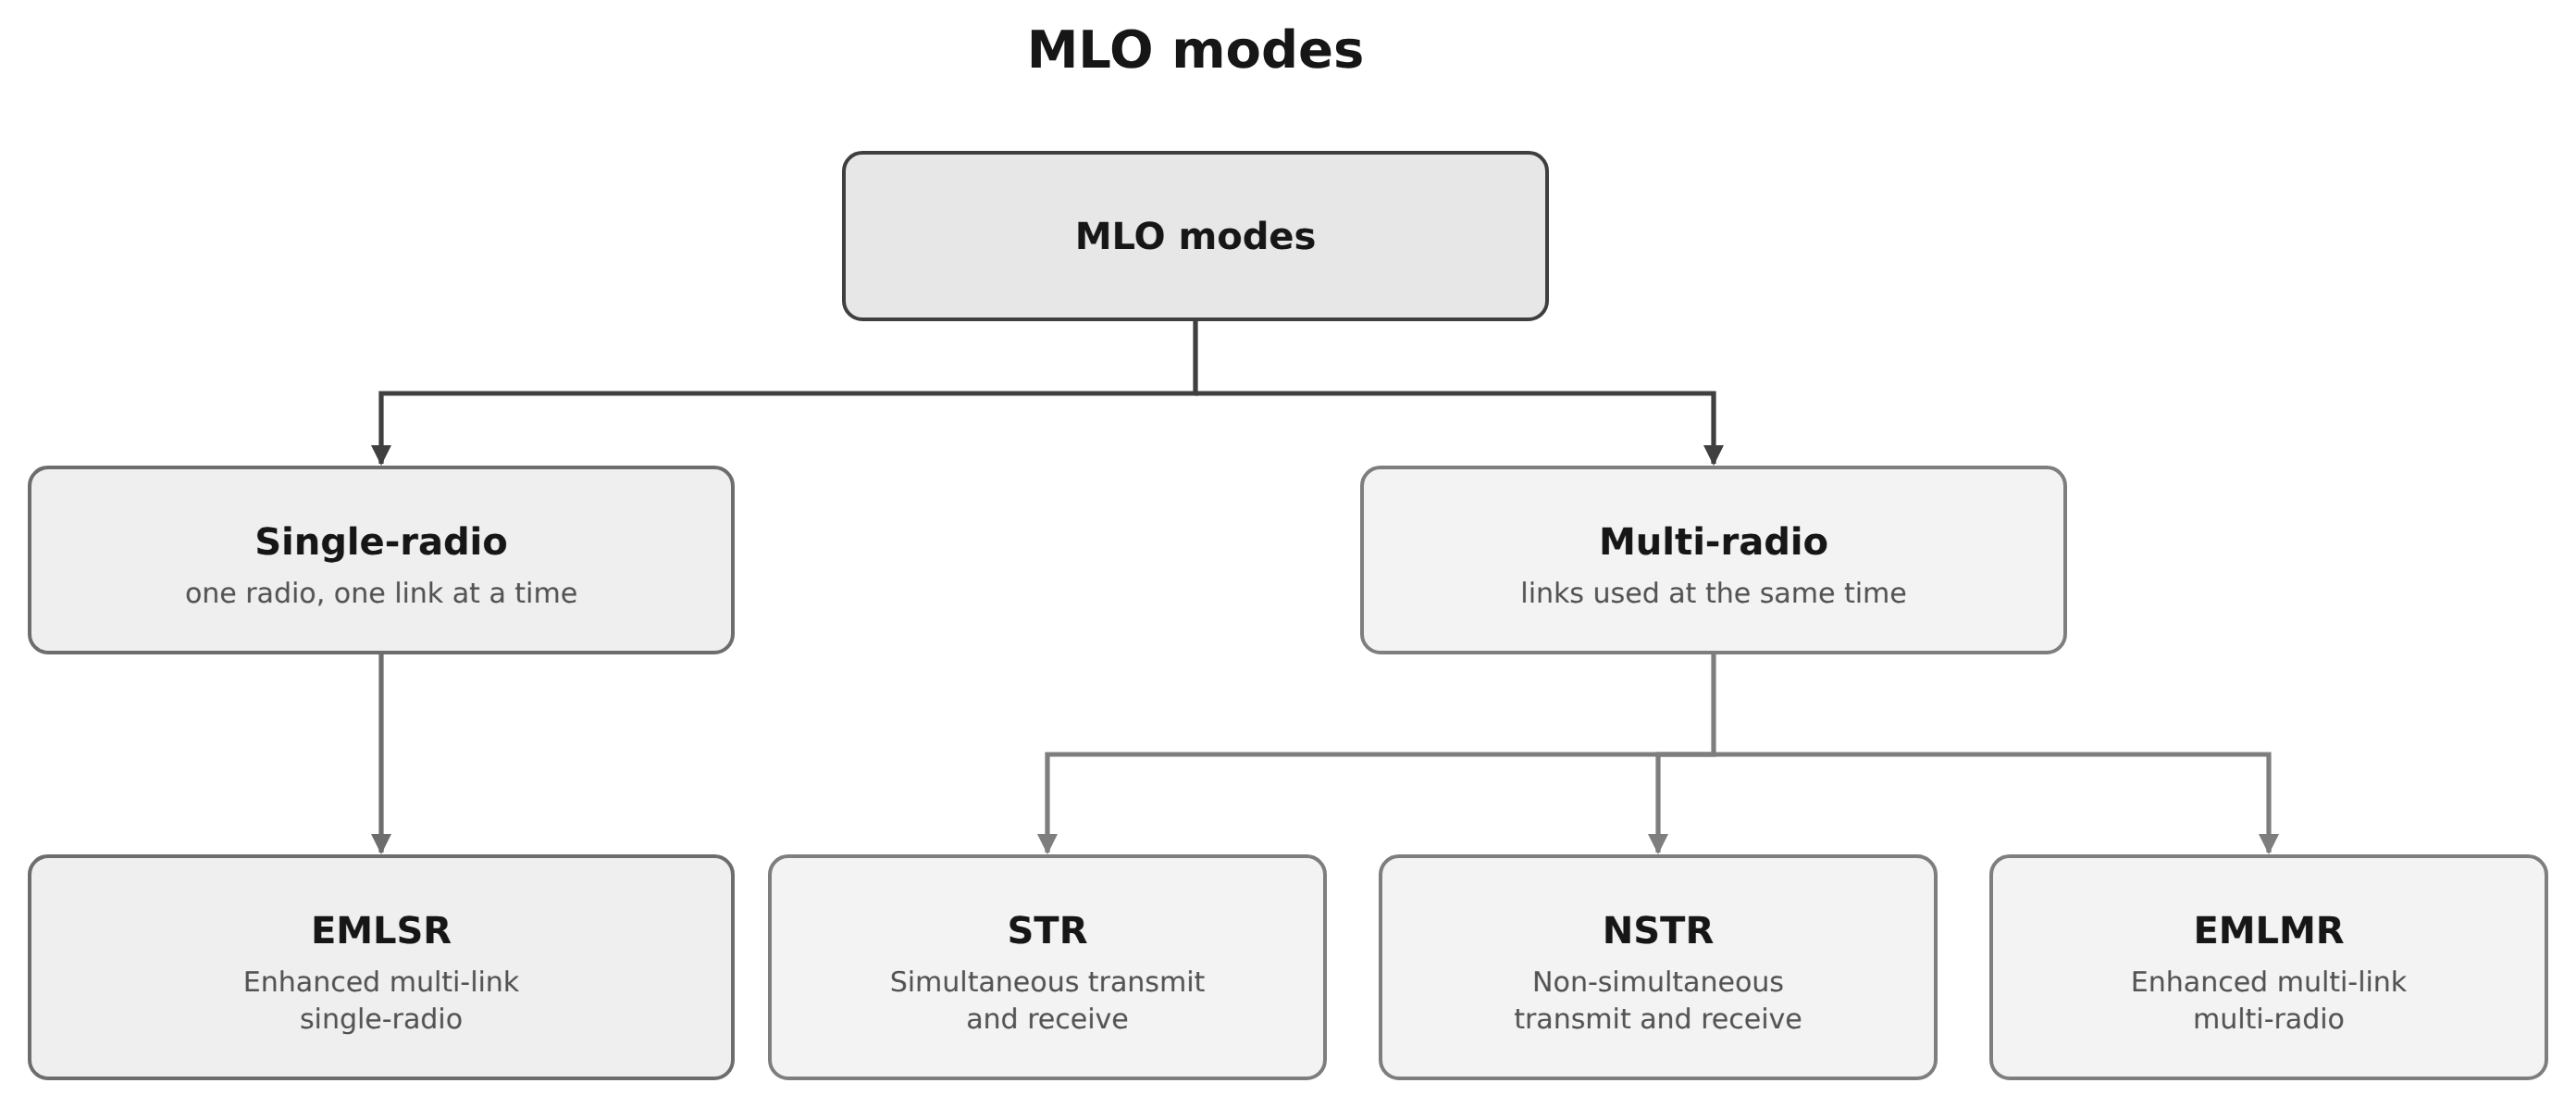 MLO modes
MLO modes
Single-radio
one radio, one link at a time
Multi-radio
links used at the same time
EMLSR
Enhanced multi-link
single-radio
STR
Simultaneous transmit
and receive
NSTR
Non-simultaneous
transmit and receive
EMLMR
Enhanced multi-link
multi-radio